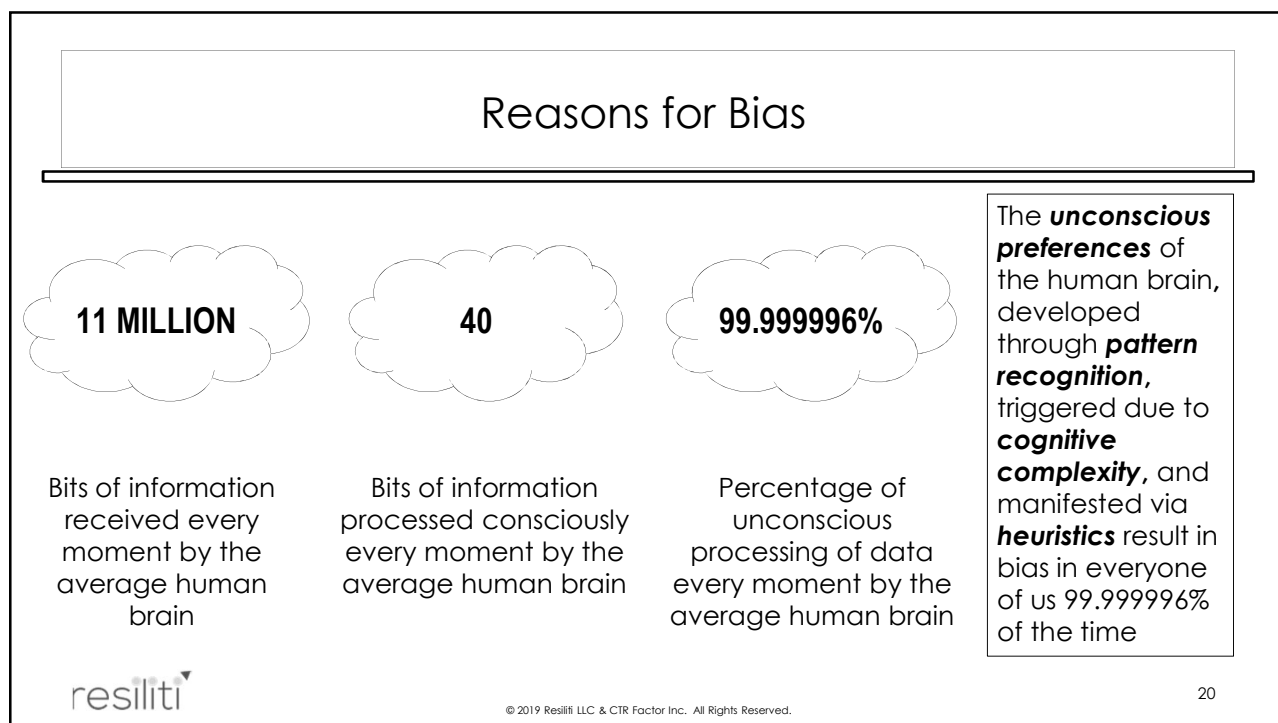 Reasons for Bias
11 MILLION
Bits of information
received every
moment by the
average human
brain
40
Bits of information
processed consciously
every moment by the
average human brain
99.999996%
Percentage of
unconscious
processing of data
every moment by the
average human brain
The unconscious
preferences of
the human brain,
developed
through pattern
recognition,
triggered due to
cognitive
complexity, and
manifested via
heuristics result in
bias in everyone
of us 99.999996%
of the time
resiliti
© 2019 Resiliti LLC & CTR Factor Inc. All Rights Reserved.
20